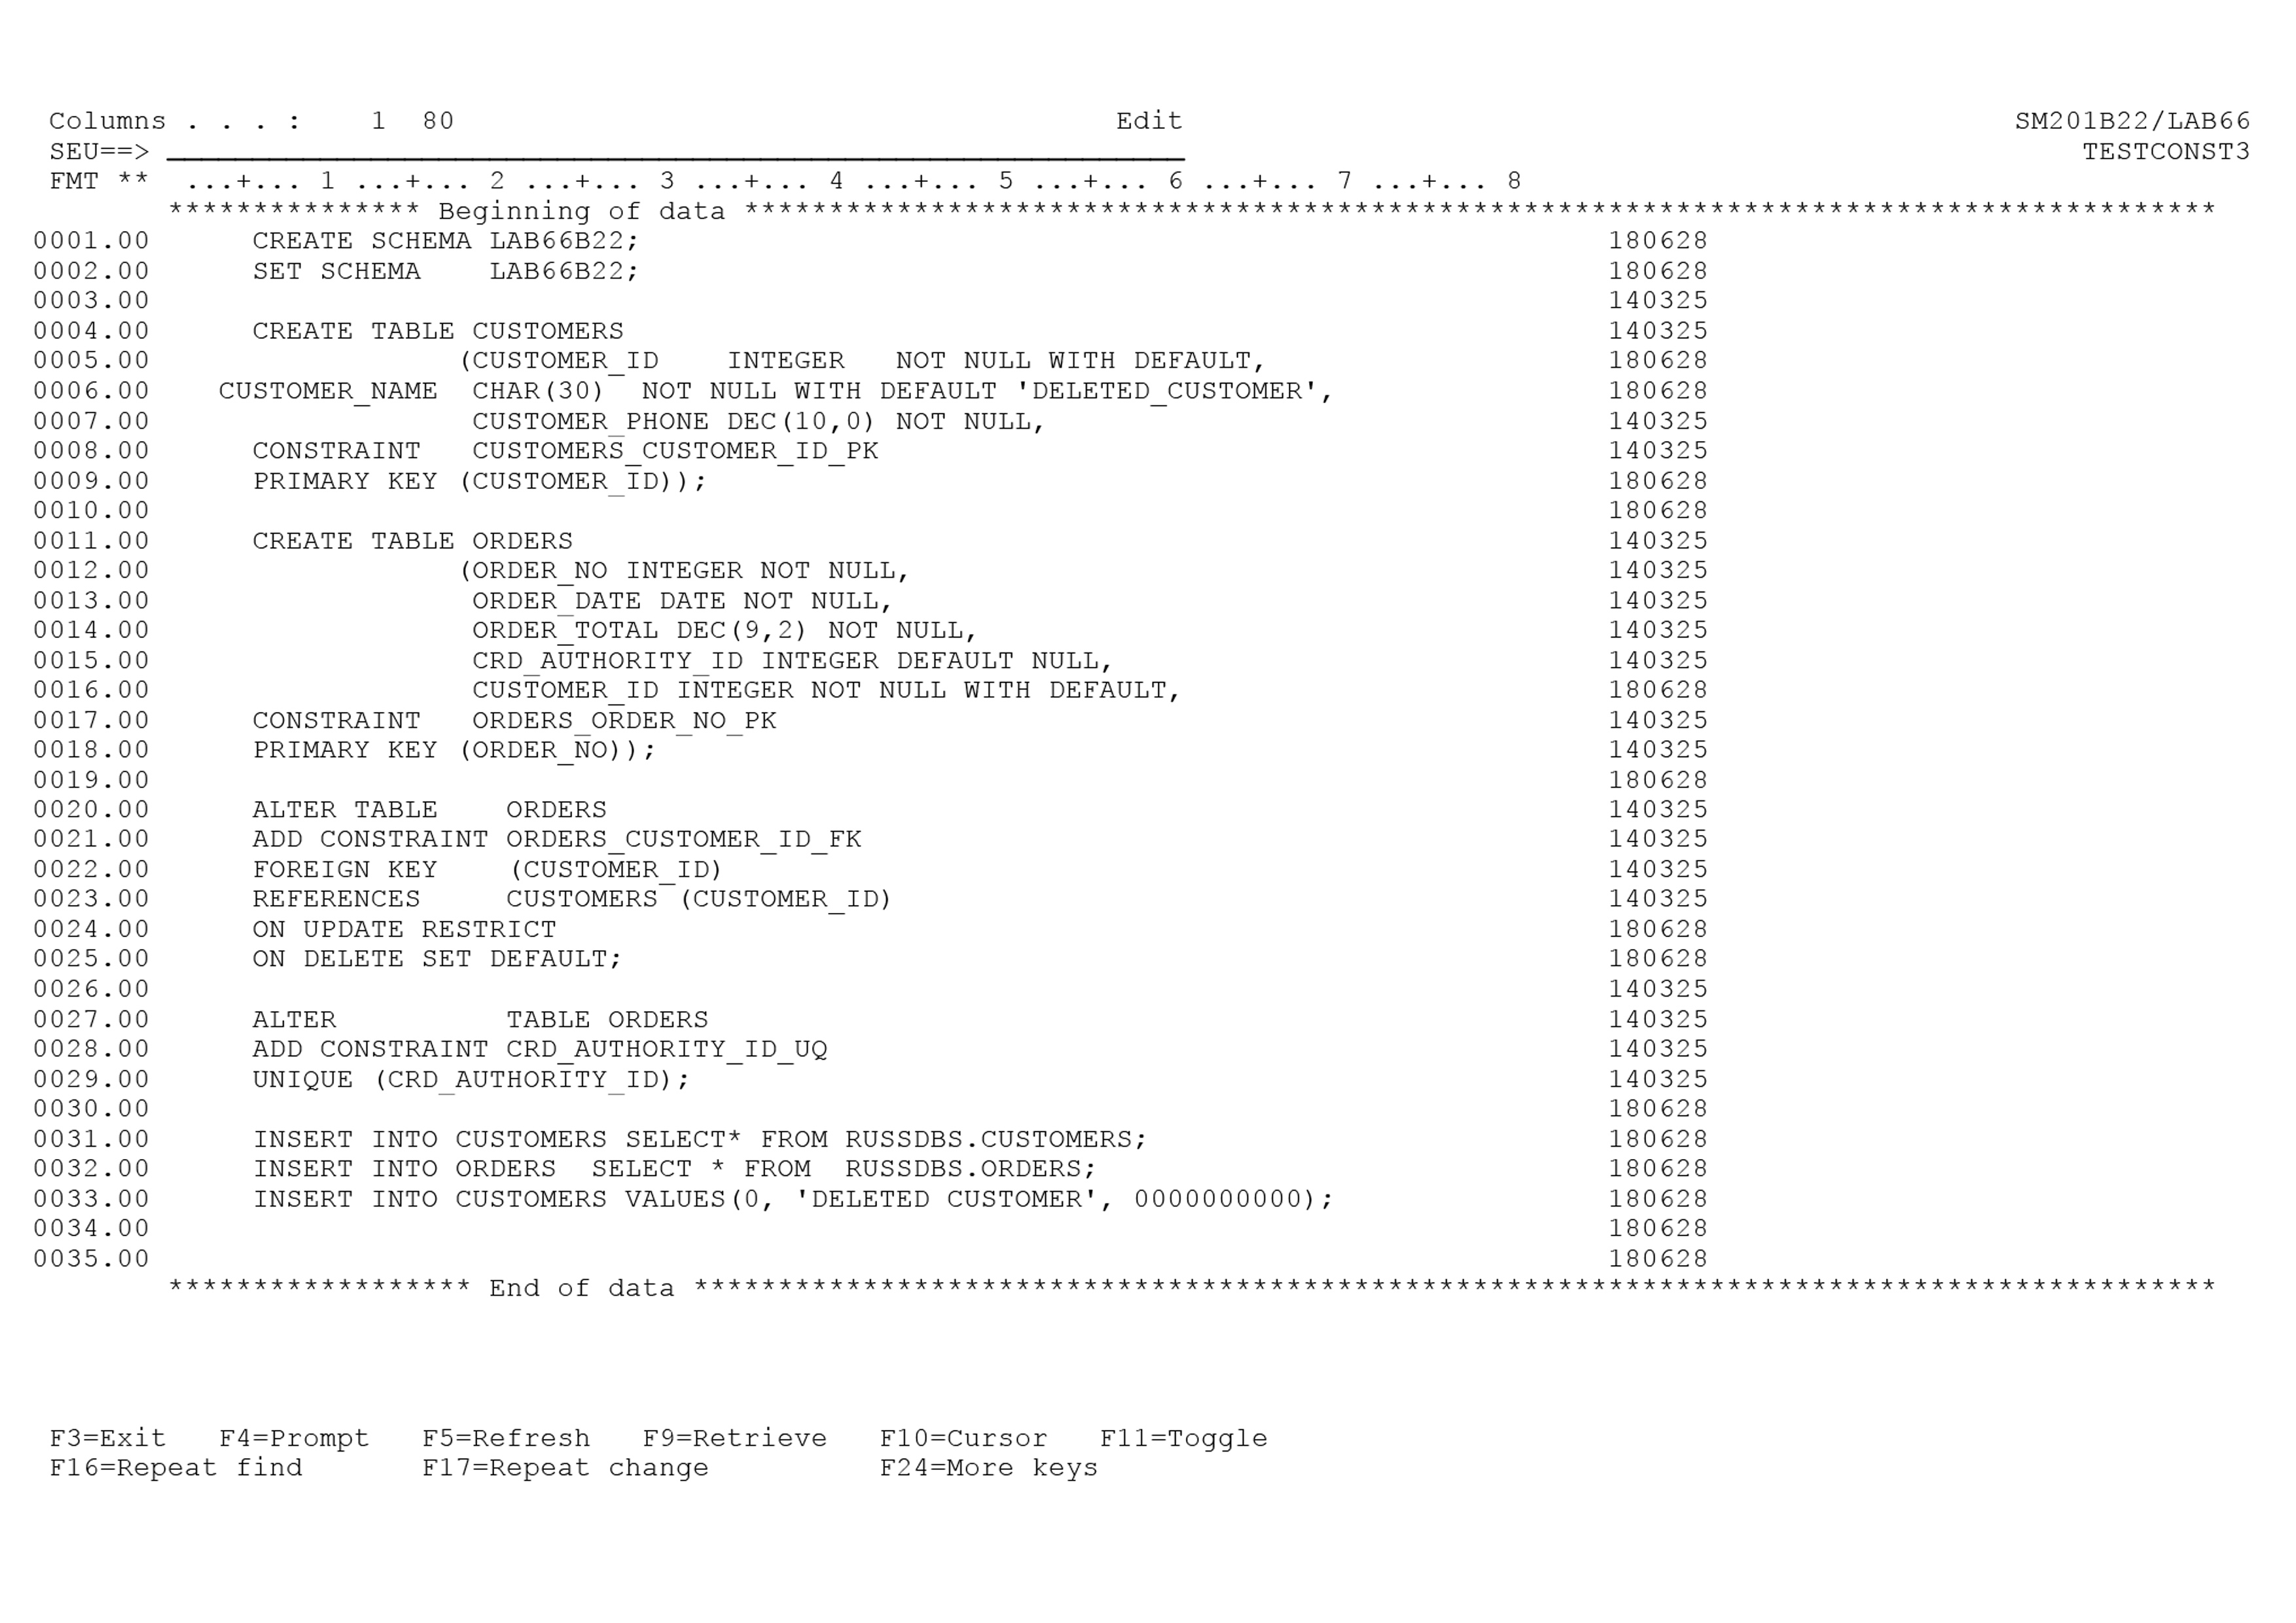 Columns . . . :    1  80                                       Edit                                                 SM201B22/LAB66
SEU==>                                                                                                                   TESTCONST3
FMT **  ...+... 1 ...+... 2 ...+... 3 ...+... 4 ...+... 5 ...+... 6 ...+... 7 ...+... 8
*************** Beginning of data ***************************************************************************************
0001.00      CREATE SCHEMA LAB66B22;                                                         180628
0002.00      SET SCHEMA    LAB66B22;                                                         180628
0003.00                                                                                      140325
0004.00      CREATE TABLE CUSTOMERS                                                          140325
0005.00                  (CUSTOMER_ID    INTEGER   NOT NULL WITH DEFAULT,                    180628
0006.00    CUSTOMER_NAME  CHAR(30)  NOT NULL WITH DEFAULT 'DELETED_CUSTOMER',                180628
0007.00                   CUSTOMER_PHONE DEC(10,0) NOT NULL,                                 140325
0008.00      CONSTRAINT   CUSTOMERS_CUSTOMER_ID_PK                                           140325
0009.00      PRIMARY KEY (CUSTOMER_ID));                                                     180628
0010.00                                                                                      180628
0011.00      CREATE TABLE ORDERS                                                             140325
0012.00                  (ORDER_NO INTEGER NOT NULL,                                         140325
0013.00                   ORDER_DATE DATE NOT NULL,                                          140325
0014.00                   ORDER_TOTAL DEC(9,2) NOT NULL,                                     140325
0015.00                   CRD_AUTHORITY_ID INTEGER DEFAULT NULL,                             140325
0016.00                   CUSTOMER_ID INTEGER NOT NULL WITH DEFAULT,                         180628
0017.00      CONSTRAINT   ORDERS_ORDER_NO_PK                                                 140325
0018.00      PRIMARY KEY (ORDER_NO));                                                        140325
0019.00                                                                                      180628
0020.00      ALTER TABLE    ORDERS                                                           140325
0021.00      ADD CONSTRAINT ORDERS_CUSTOMER_ID_FK                                            140325
0022.00      FOREIGN KEY    (CUSTOMER_ID)                                                    140325
0023.00      REFERENCES     CUSTOMERS (CUSTOMER_ID)                                          140325
0024.00      ON UPDATE RESTRICT                                                              180628
0025.00      ON DELETE SET DEFAULT;                                                          180628
0026.00                                                                                      140325
0027.00      ALTER          TABLE ORDERS                                                     140325
0028.00      ADD CONSTRAINT CRD_AUTHORITY_ID_UQ                                              140325
0029.00      UNIQUE (CRD_AUTHORITY_ID);                                                      140325
0030.00                                                                                      180628
0031.00      INSERT INTO CUSTOMERS SELECT* FROM RUSSDBS.CUSTOMERS;                           180628
0032.00      INSERT INTO ORDERS  SELECT * FROM  RUSSDBS.ORDERS;                              180628
0033.00      INSERT INTO CUSTOMERS VALUES(0, 'DELETED CUSTOMER', 0000000000);                180628
0034.00                                                                                      180628
0035.00                                                                                      180628
****************** End of data ******************************************************************************************
F3=Exit   F4=Prompt   F5=Refresh   F9=Retrieve   F10=Cursor   F11=Toggle
F16=Repeat find       F17=Repeat change          F24=More keys